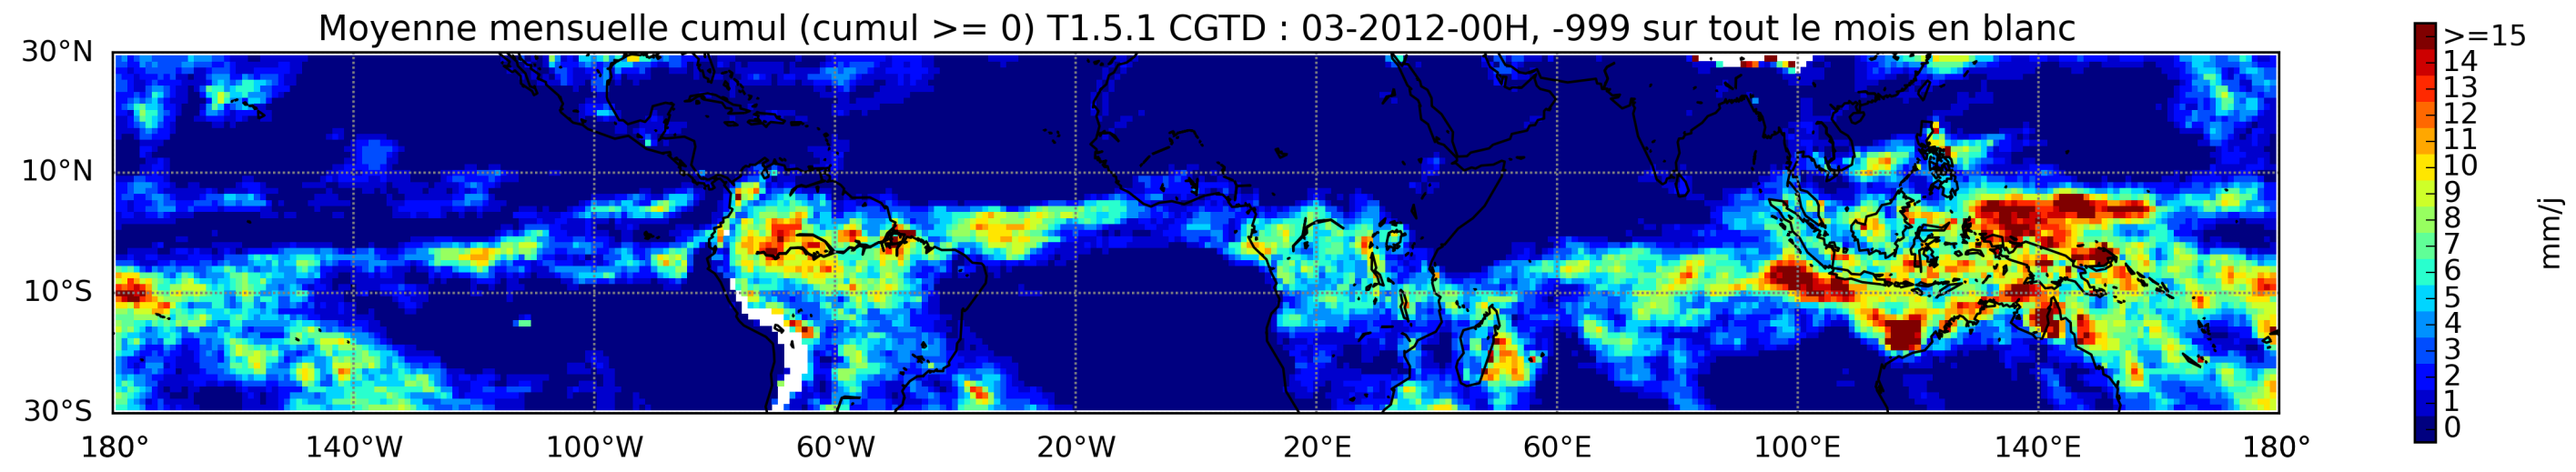 Moyenne mensuelle cumul (cumul >= 0) T1.5.1 CGTD : 03-2012-00H, -999 sur tout le mois en blanc
30°N
10°N
10°S
30°S
180° 140°W 100°W 60°W 20°W 20°E 60°E 100°E 140°E 180°
>=15
14
13
12
11
10
9
8
7
6
5
4
3
2
1
0
mm/j